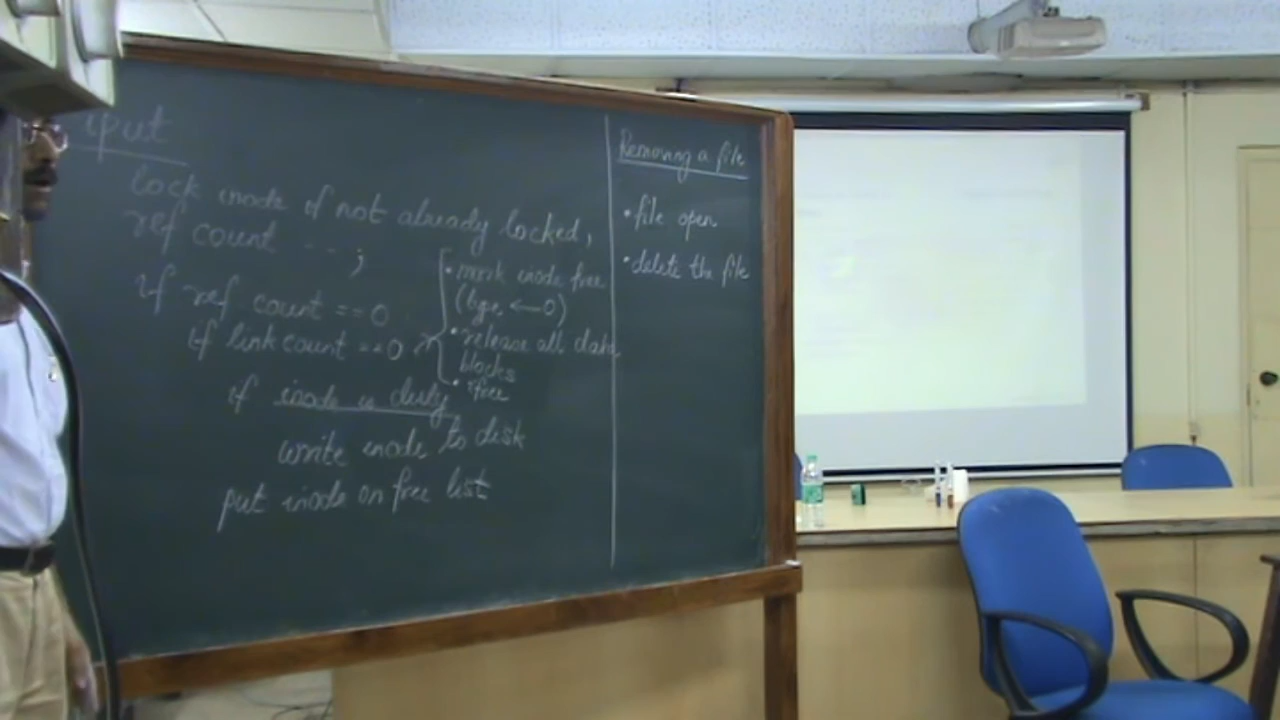 iput
lock inode if not already locked,
ref count --;
if ref count == 0
if link count == 0
• mark inode free
(type ← 0)
• release all data
blocks
• ifree
if inode is dirty
write inode to disk
put inode on free list
Removing a file
• file open
• delete the file